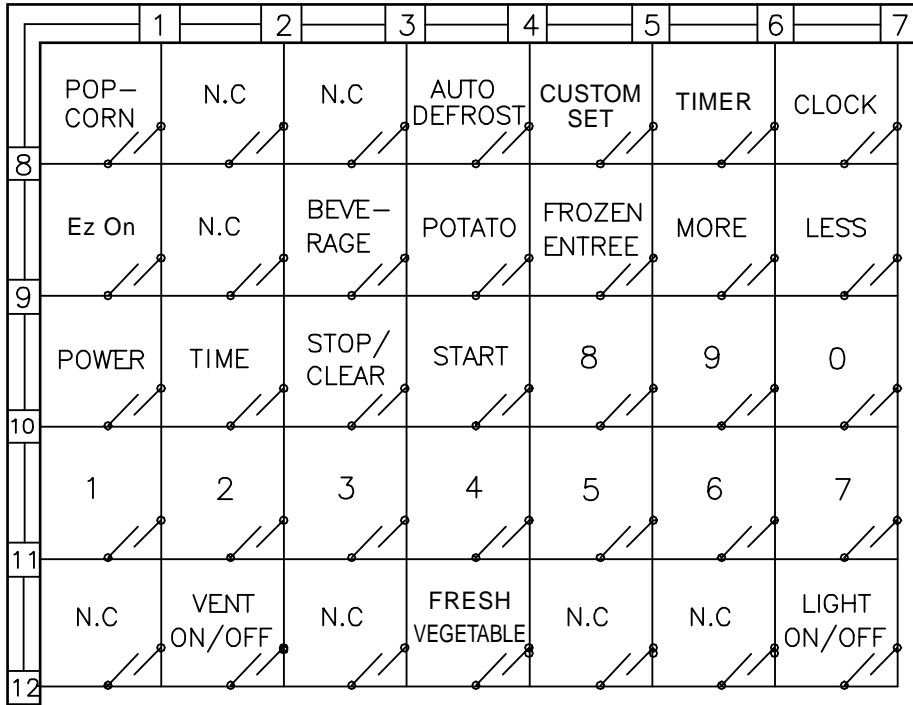 1 2 3 4 5 6 7
POP-
CORN
N.C
N.C
AUTO
DEFROST
CUSTOM
SET
TIMER
CLOCK
8
Ez On
N.C
BEVE-
RAGE
POTATO
FROZEN
ENTREE
MORE
LESS
9
POWER
TIME
STOP/
CLEAR
START
8
9
0
10
1
2
3
4
5
6
7
11
N.C
VENT
ON/OFF
N.C
FRESH
VEGETABLE
N.C
N.C
LIGHT
ON/OFF
12